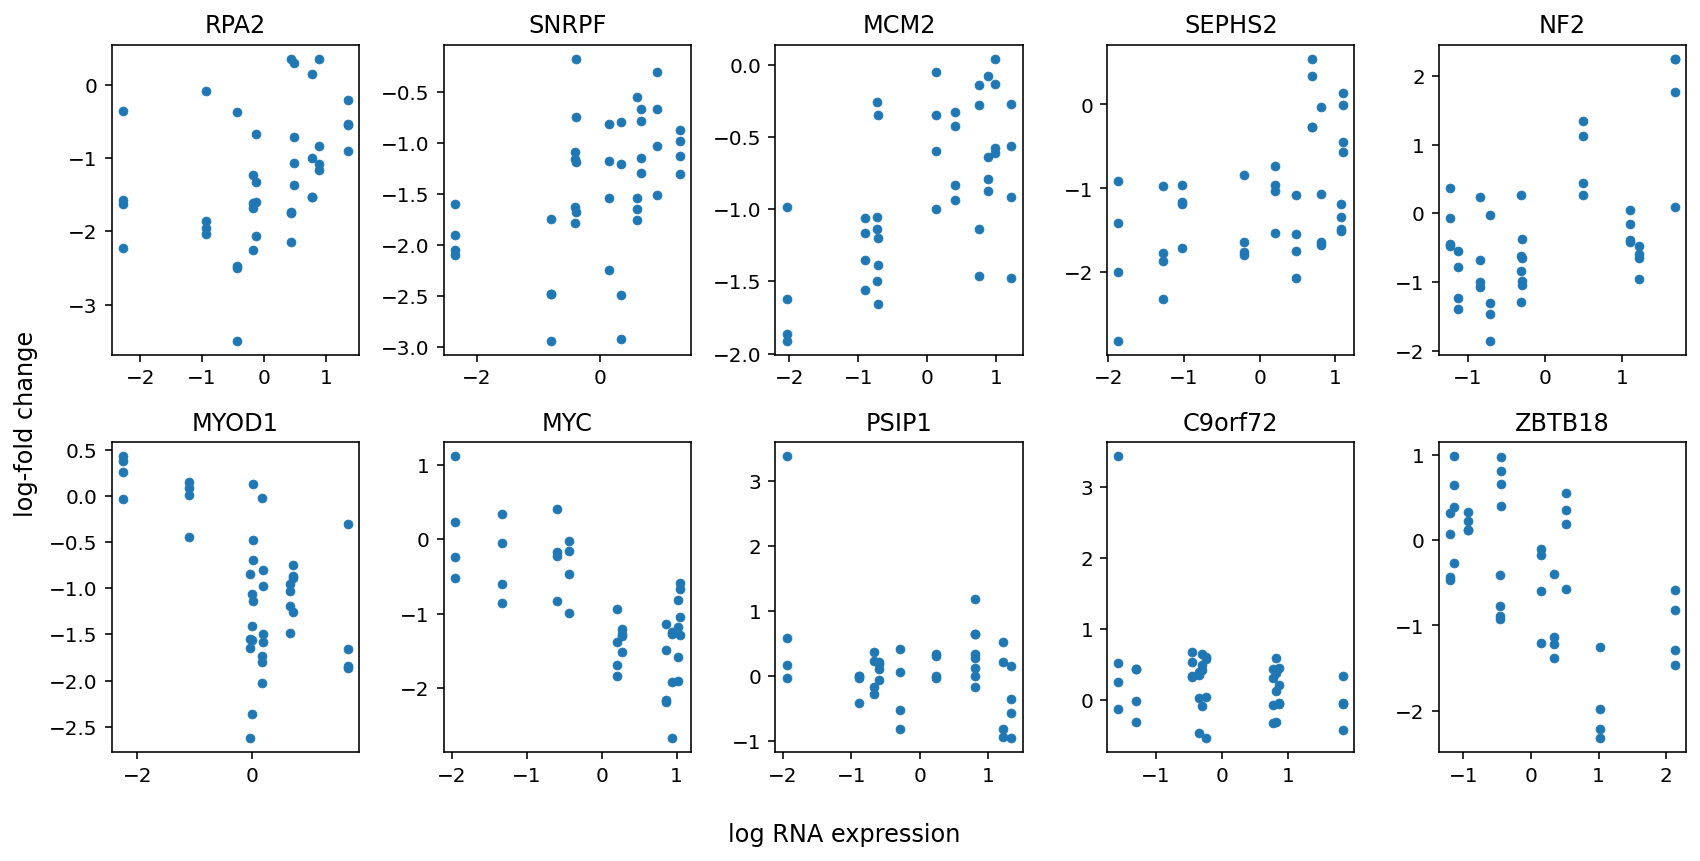 RPA2 SNRPF MCM2 SEPHS2 NF2
0 −1 −2 −3
−2 −1 0 1
−0.5 −1.0 −1.5 −2.0 −2.5 −3.0
−2 0
0.0 −0.5 −1.0 −1.5 −2.0
−2 −1 0 1
0 −1 −2
−2 −1 0 1
2 1 0 −1 −2
−1 0 1
log-fold change
MYOD1 MYC PSIP1 C9orf72 ZBTB18
0.5 0.0 −0.5 −1.0 −1.5 −2.0 −2.5
−2 0
1 0 −1 −2
−2 −1 0 1
3 2 1 0 −1
−2 −1 0 1
3 2 1 0
−1 0 1
1 0 −1 −2
−1 0 1 2
log RNA expression